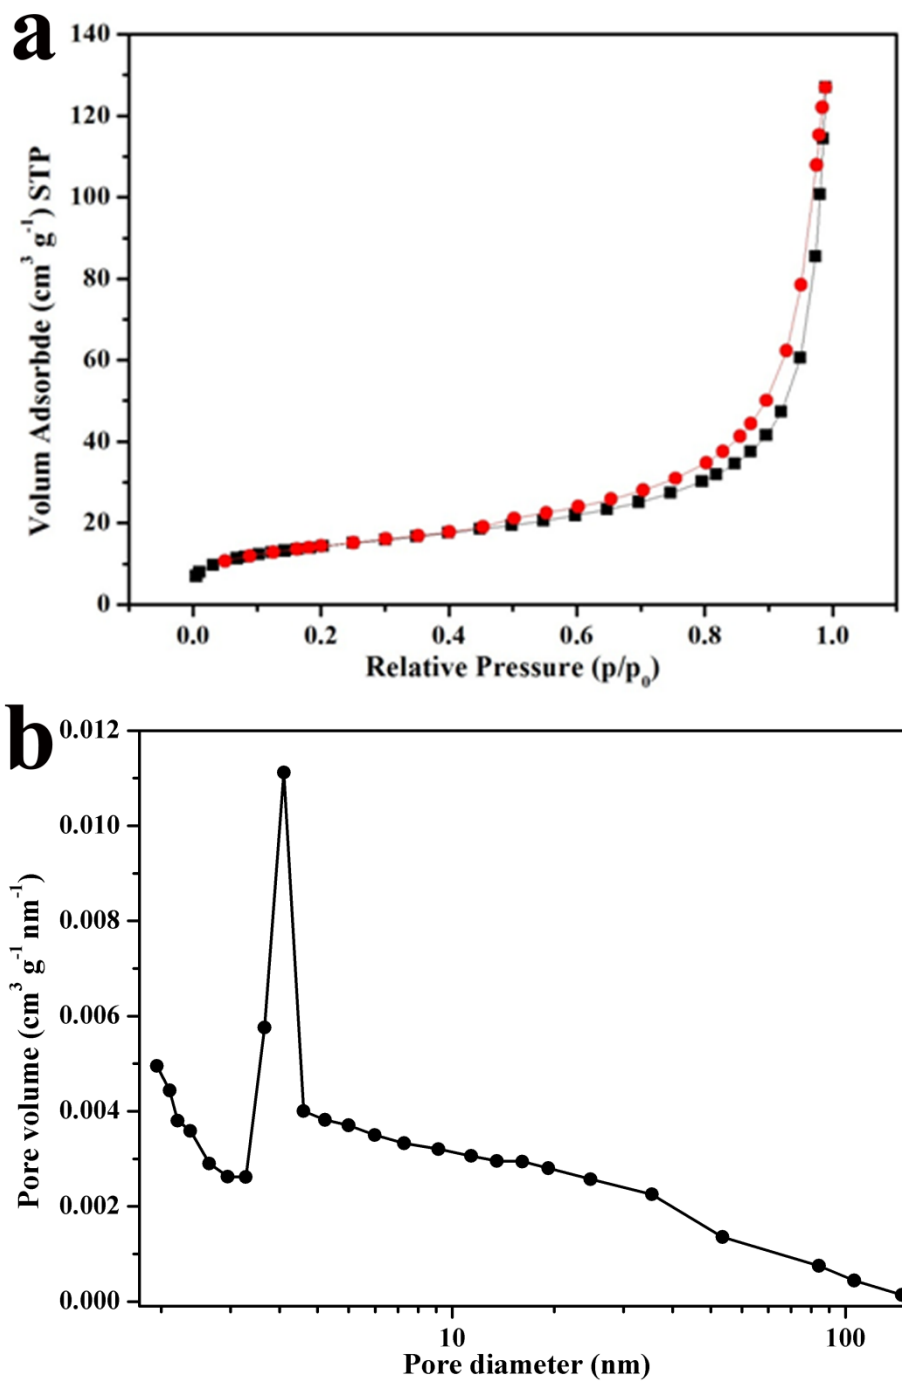 a
140
120
100
80
60
40
20
0
Volum Adsorbde (cm³ g⁻¹) STP
0.0 0.2 0.4 0.6 0.8 1.0
Relative Pressure (p/p₀)
b
0.012
0.010
0.008
0.006
0.004
0.002
0.000
Pore volume (cm³ g⁻¹ nm⁻¹)
10 100
Pore diameter (nm)